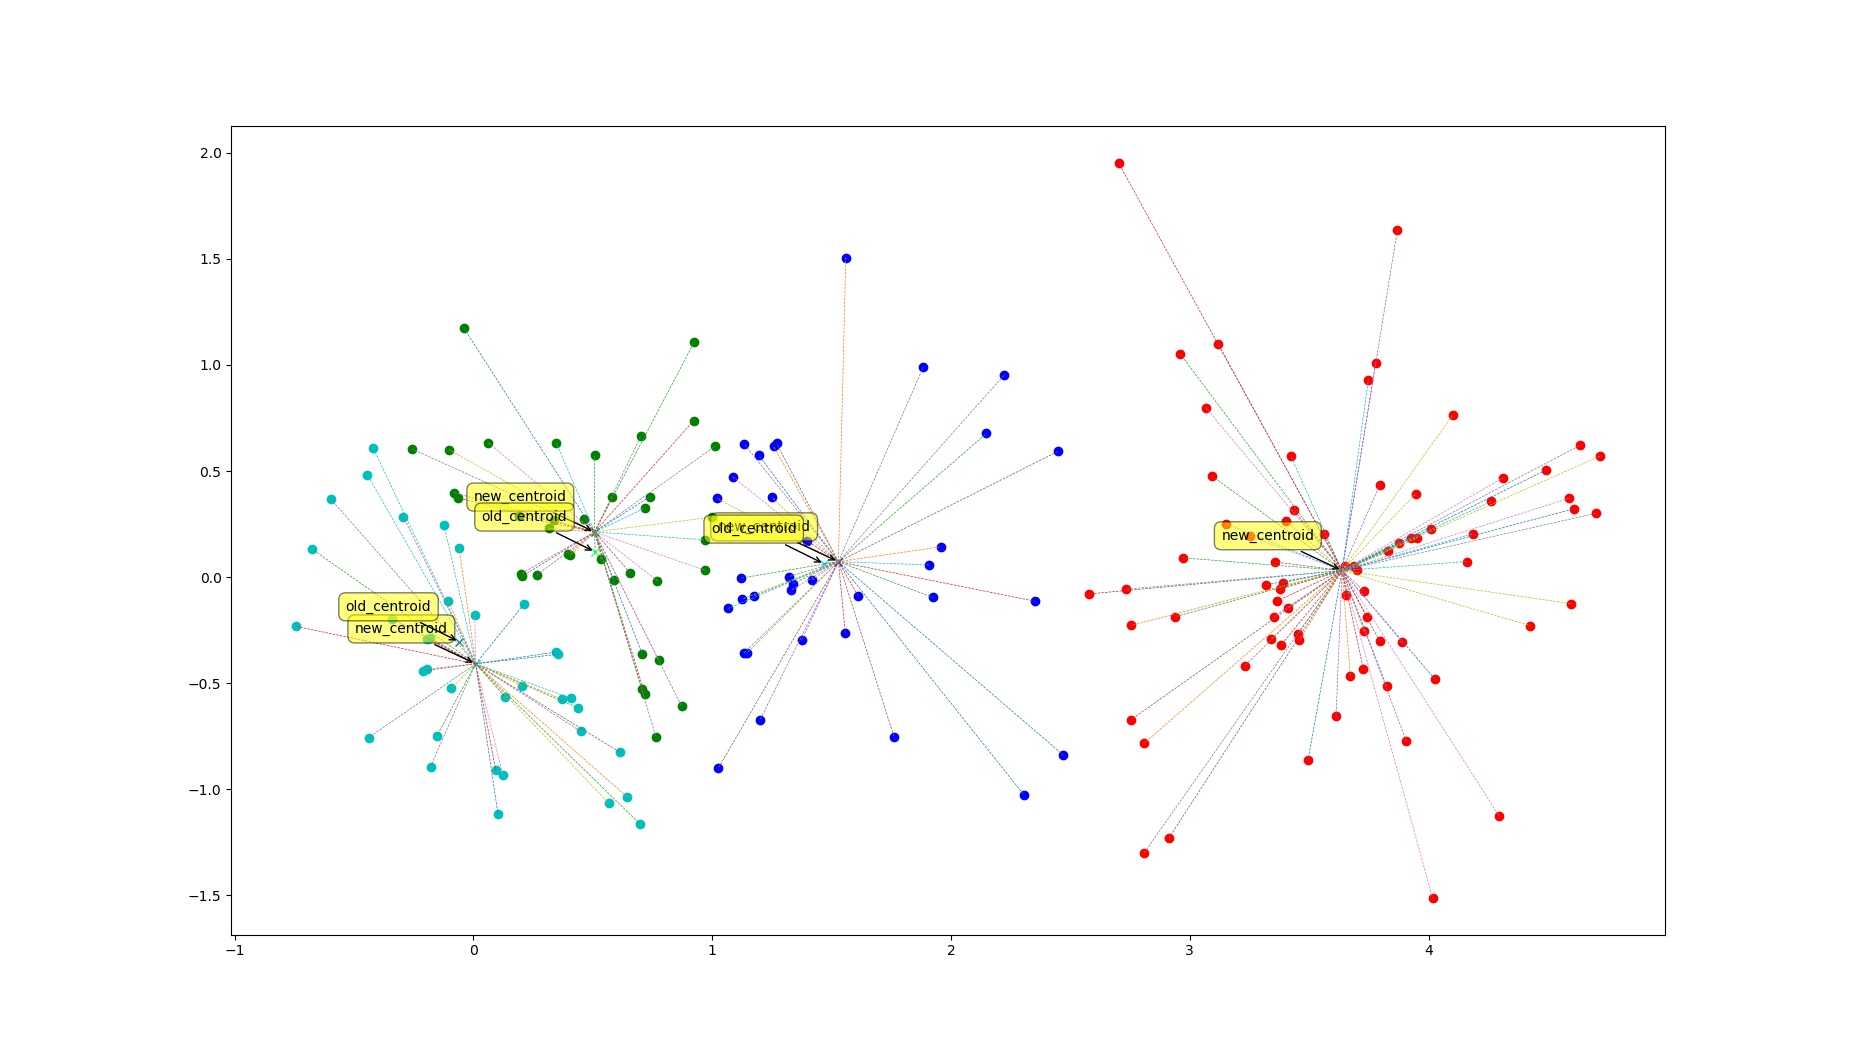 2.0
1.5
1.0
0.5
0.0
−0.5
−1.0
−1.5
new_centroid
old_centroid
new_centroid
old_centroid
new_centroid
old_centroid
new_centroid
−1 0 1 2 3 4